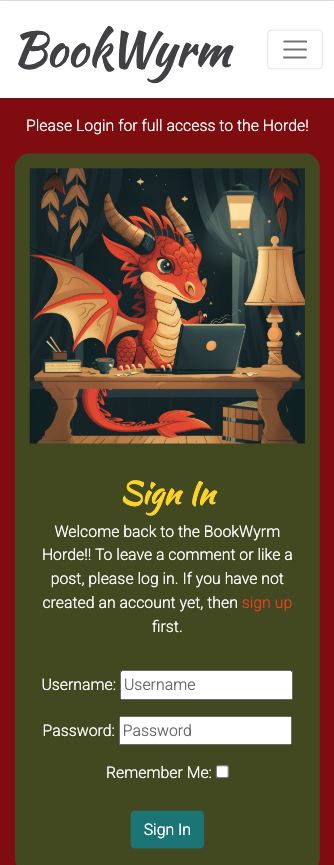 BookWyrm
Please Login for full access to the Horde!
Sign In
Welcome back to the BookWyrm
Horde!! To leave a comment or like a
post, please log in. If you have not
created an account yet, then sign up
first.
Username: Username
Password: Password
Remember Me:
Sign In